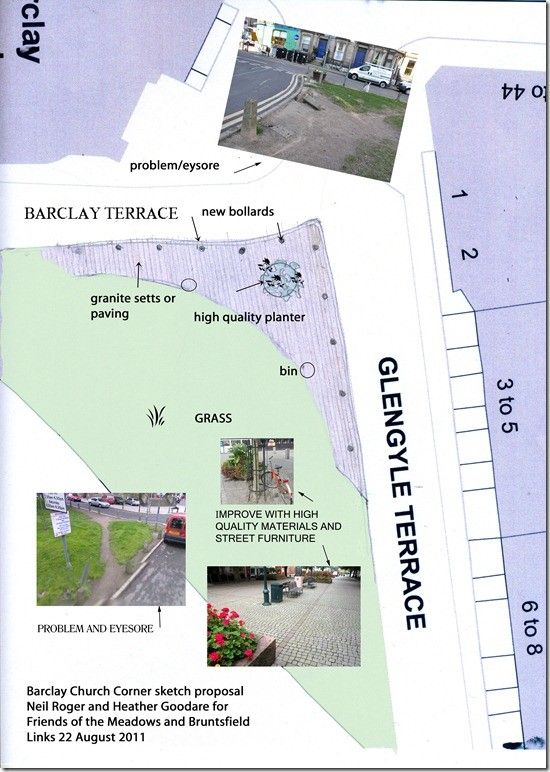 rclay
44
to
problem/eysore
1
BARCLAY TERRACE
new bollards
2
granite setts or
paving
high quality planter
bin
GLENGYLE TERRACE
3 to 5
GRASS
IMPROVE WITH HIGH
QUALITY MATERIALS AND
STREET FURNITURE
PROBLEM AND EYESORE
6 to 8
Barclay Church Corner sketch proposal
Neil Roger and Heather Goodare for
Friends of the Meadows and Bruntsfield
Links 22 August 2011